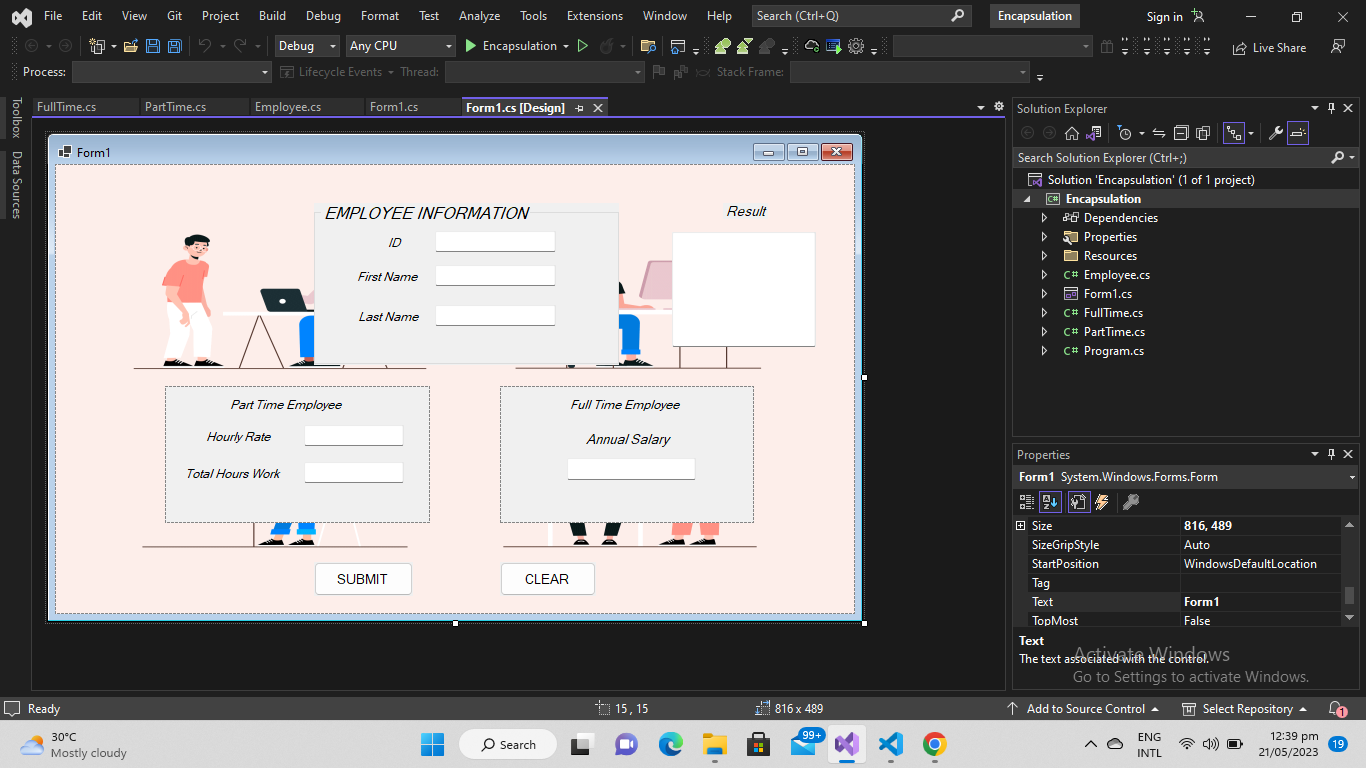 File Edit View Git Project Build Debug Format Test Analyze Tools Extensions Window Help Search (Ctrl+Q) Encapsulation Sign in
Debug Any CPU Encapsulation Live Share
Process: Lifecycle Events Thread: Stack Frame:
FullTime.cs PartTime.cs Employee.cs Form1.cs Form1.cs [Design]
Toolbox
Data Sources
Form1
EMPLOYEE INFORMATION
Result
ID
First Name
Last Name
Part Time Employee
Hourly Rate
Total Hours Work
Full Time Employee
Annual Salary
SUBMIT
CLEAR
Solution Explorer
Search Solution Explorer (Ctrl+;)
Solution 'Encapsulation' (1 of 1 project)
C# Encapsulation
Dependencies
Properties
Resources
C# Employee.cs
Form1.cs
C# FullTime.cs
C# PartTime.cs
C# Program.cs
Properties
Form1 System.Windows.Forms.Form
Size 816, 489
SizeGripStyle Auto
StartPosition WindowsDefaultLocation
Tag
Text Form1
TopMost False
Text
The text associated with the control.
Activate Windows
Go to Settings to activate Windows.
Ready 15 , 15 816 x 489 Add to Source Control Select Repository 1
30°C
Mostly cloudy
Search
99+
ENG
INTL
12:39 pm
21/05/2023
19